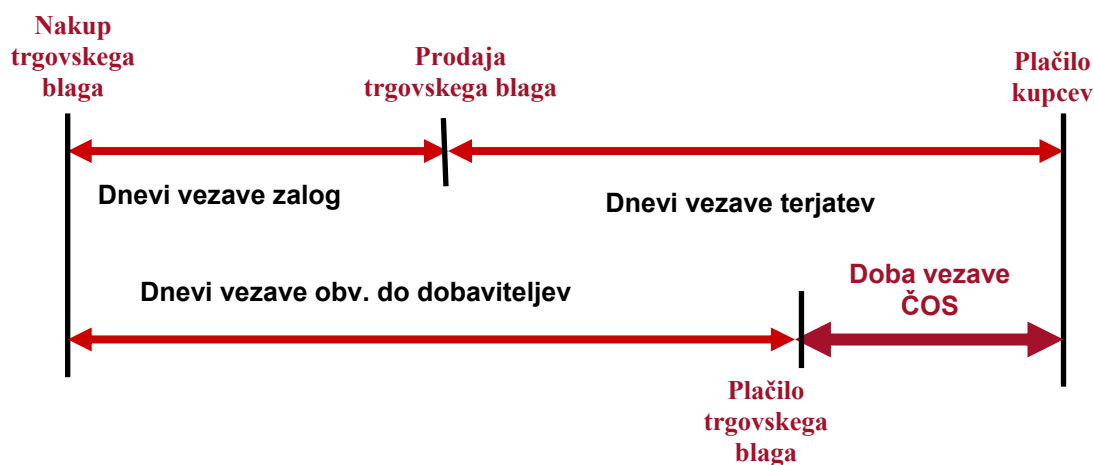 Nakup
trgovskega
blaga
Prodaja
trgovskega blaga
Plačilo
kupcev
Dnevi vezave zalog
Dnevi vezave terjatev
Dnevi vezave obv. do dobaviteljev
Doba vezave
ČOS
Plačilo
trgovskega
blaga